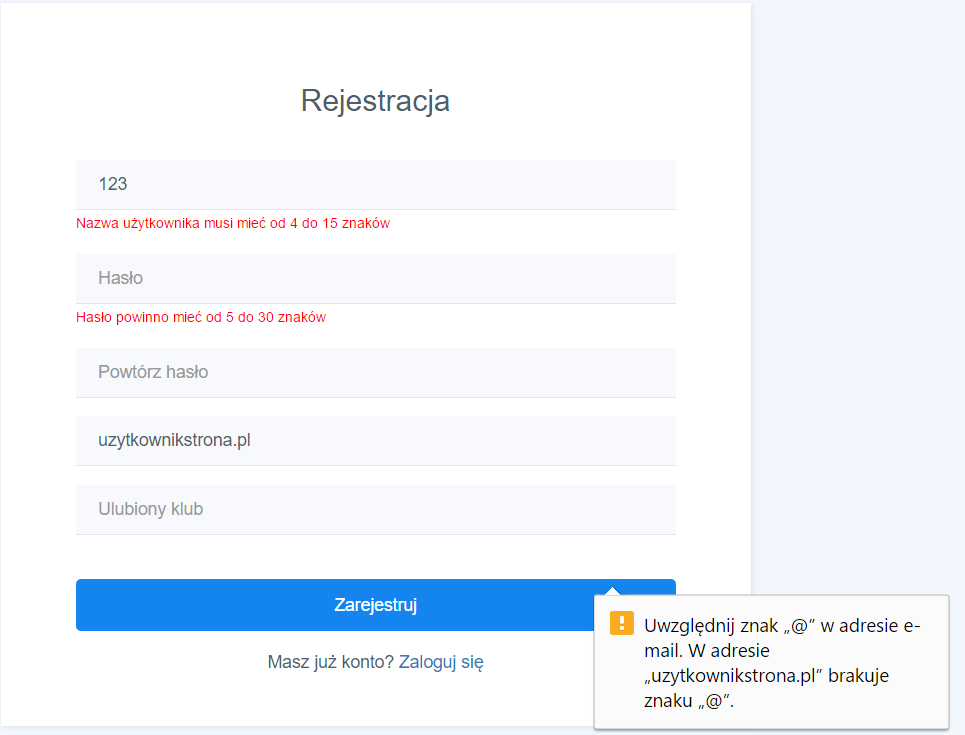 Rejestracja
123
Nazwa użytkownika musi mieć od 4 do 15 znaków
Hasło
Hasło powinno mieć od 5 do 30 znaków
Powtórz hasło
uzytkownikstrona.pl
Ulubiony klub
Zarejestruj
Masz już konto? Zaloguj się
Uwzględnij znak „@” w adresie e-
mail. W adresie
„uzytkownikstrona.pl” brakuje
znaku „@”.